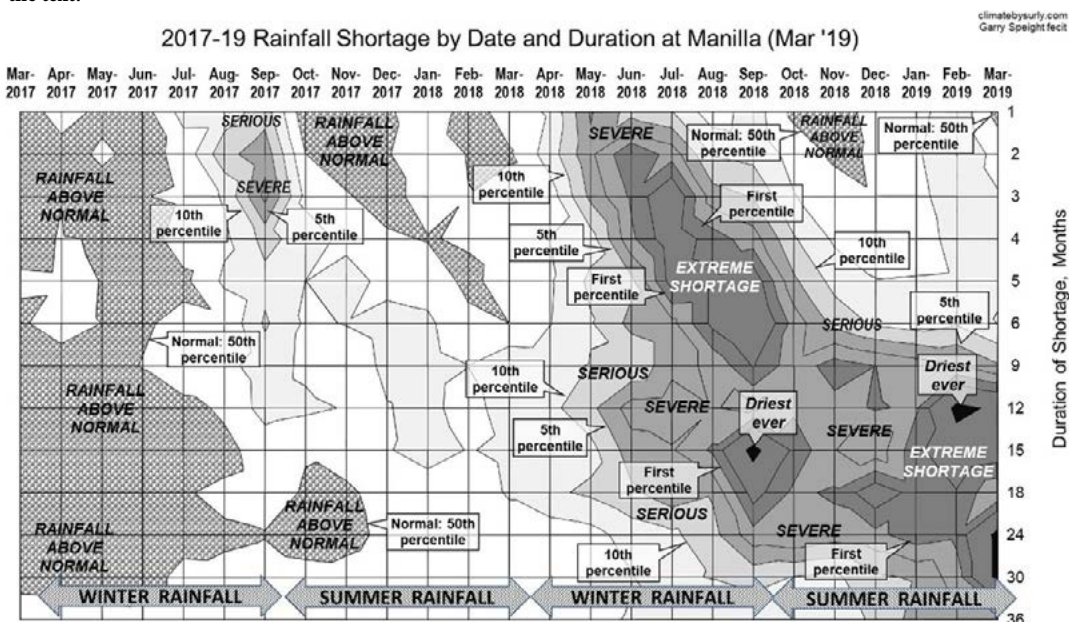 the text.
climatebysurly.com
Garry Speight fecit
2017-19 Rainfall Shortage by Date and Duration at Manilla (Mar '19)
Mar- Apr- May- Jun- Jul- Aug- Sep- Oct- Nov- Dec- Jan- Feb- Mar- Apr- May- Jun- Jul- Aug- Sep- Oct- Nov- Dec- Jan- Feb- Mar-
2017 2017 2017 2017 2017 2017 2017 2017 2017 2017 2018 2018 2018 2018 2018 2018 2018 2018 2018 2018 2018 2018 2019 2019 2019
SERIOUS
RAINFALL
ABOVE
NORMAL
SEVERE
Normal: 50th
percentile
RAINFALL
ABOVE
NORMAL
Normal: 50th
percentile
1
2
3
4
5
6
9
12
15
18
24
30
36
Duration of Shortage, Months
RAINFALL
ABOVE
NORMAL
SEVERE
10th
percentile
5th
percentile
10th
percentile
First
percentile
5th
percentile
10th
percentile
First
percentile
EXTREME
SHORTAGE
5th
percentile
SERIOUS
Normal: 50th
percentile
10th
percentile
SERIOUS
Driest
ever
RAINFALL
ABOVE
NORMAL
SEVERE
Driest
ever
5th
percentile
SEVERE
EXTREME
SHORTAGE
First
percentile
RAINFALL
ABOVE
NORMAL
Normal: 50th
percentile
SERIOUS
SEVERE
RAINFALL
ABOVE
NORMAL
10th
percentile
First
percentile
WINTER RAINFALL
SUMMER RAINFALL
WINTER RAINFALL
SUMMER RAINFALL